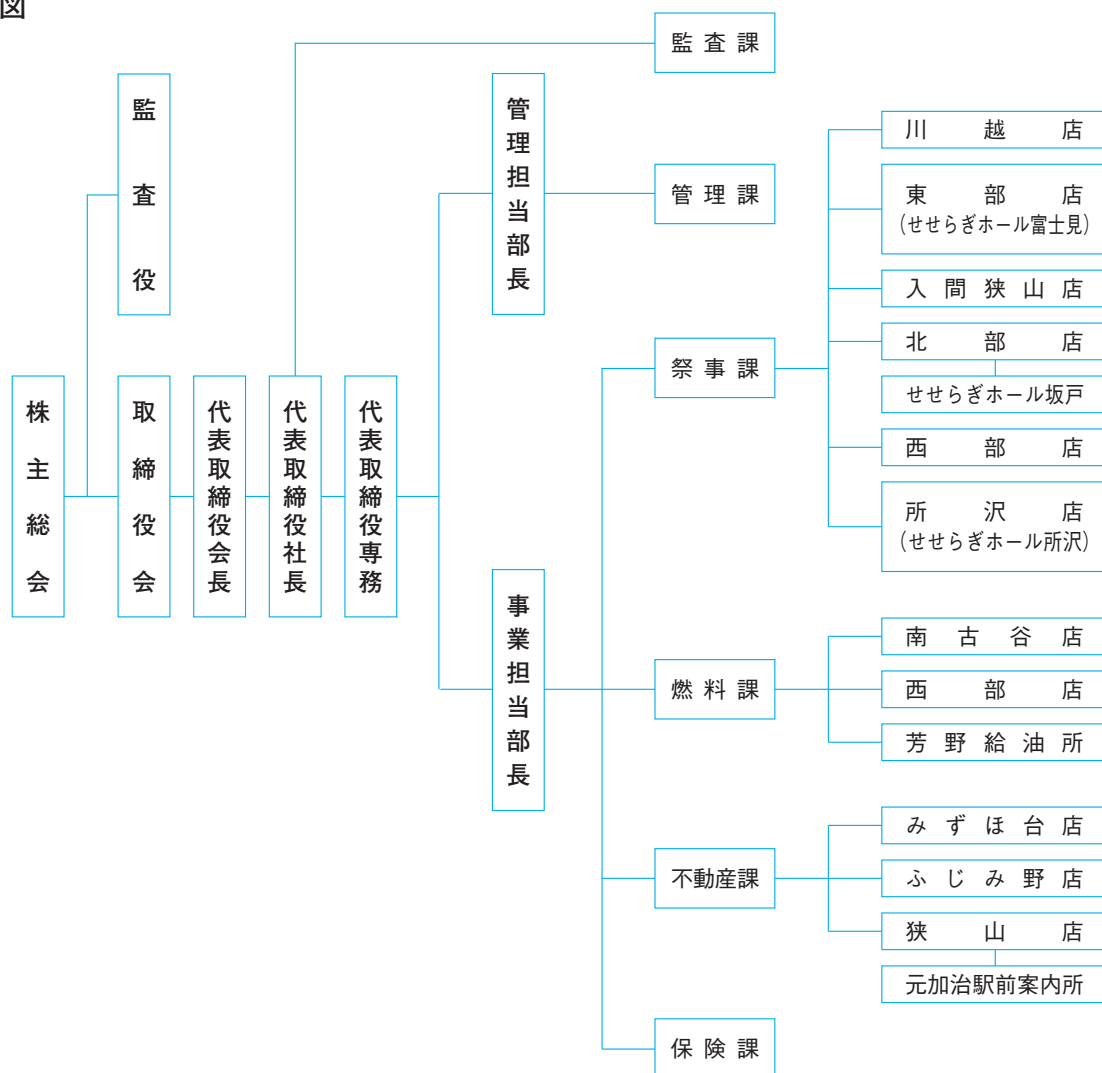 図
監査課
監査役
管理担当部長
管理課
株主総会
取締役会
代表取締役会長
代表取締役社長
代表取締役専務
事業担当部長
祭事課
川越店
東部店
(せせらぎホール富士見)
入間狭山店
北部店
せせらぎホール坂戸
西部店
所沢店
(せせらぎホール所沢)
燃料課
南古谷店
西部店
芳野給油所
不動産課
みずほ台店
ふじみ野店
狭山店
元加治駅前案内所
保険課